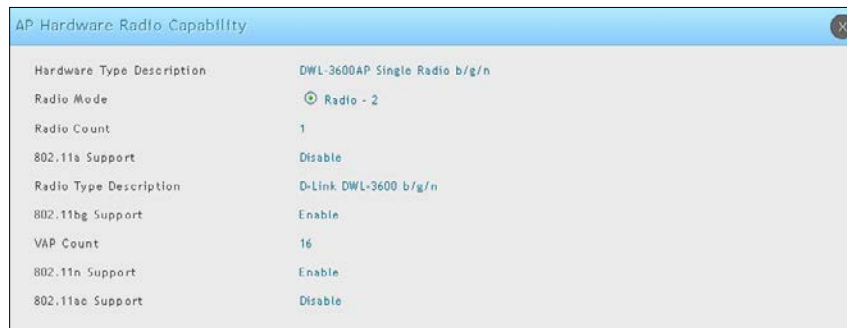 AP Hardware Radio Capability
X
Hardware Type Description DWL-3600AP Single Radio b/g/n
Radio Mode Radio - 2
Radio Count 1
802.11a Support Disable
Radio Type Description D-Link DWL-3600 b/g/n
802.11bg Support Enable
VAP Count 16
802.11n Support Enable
802.11ac Support Disable